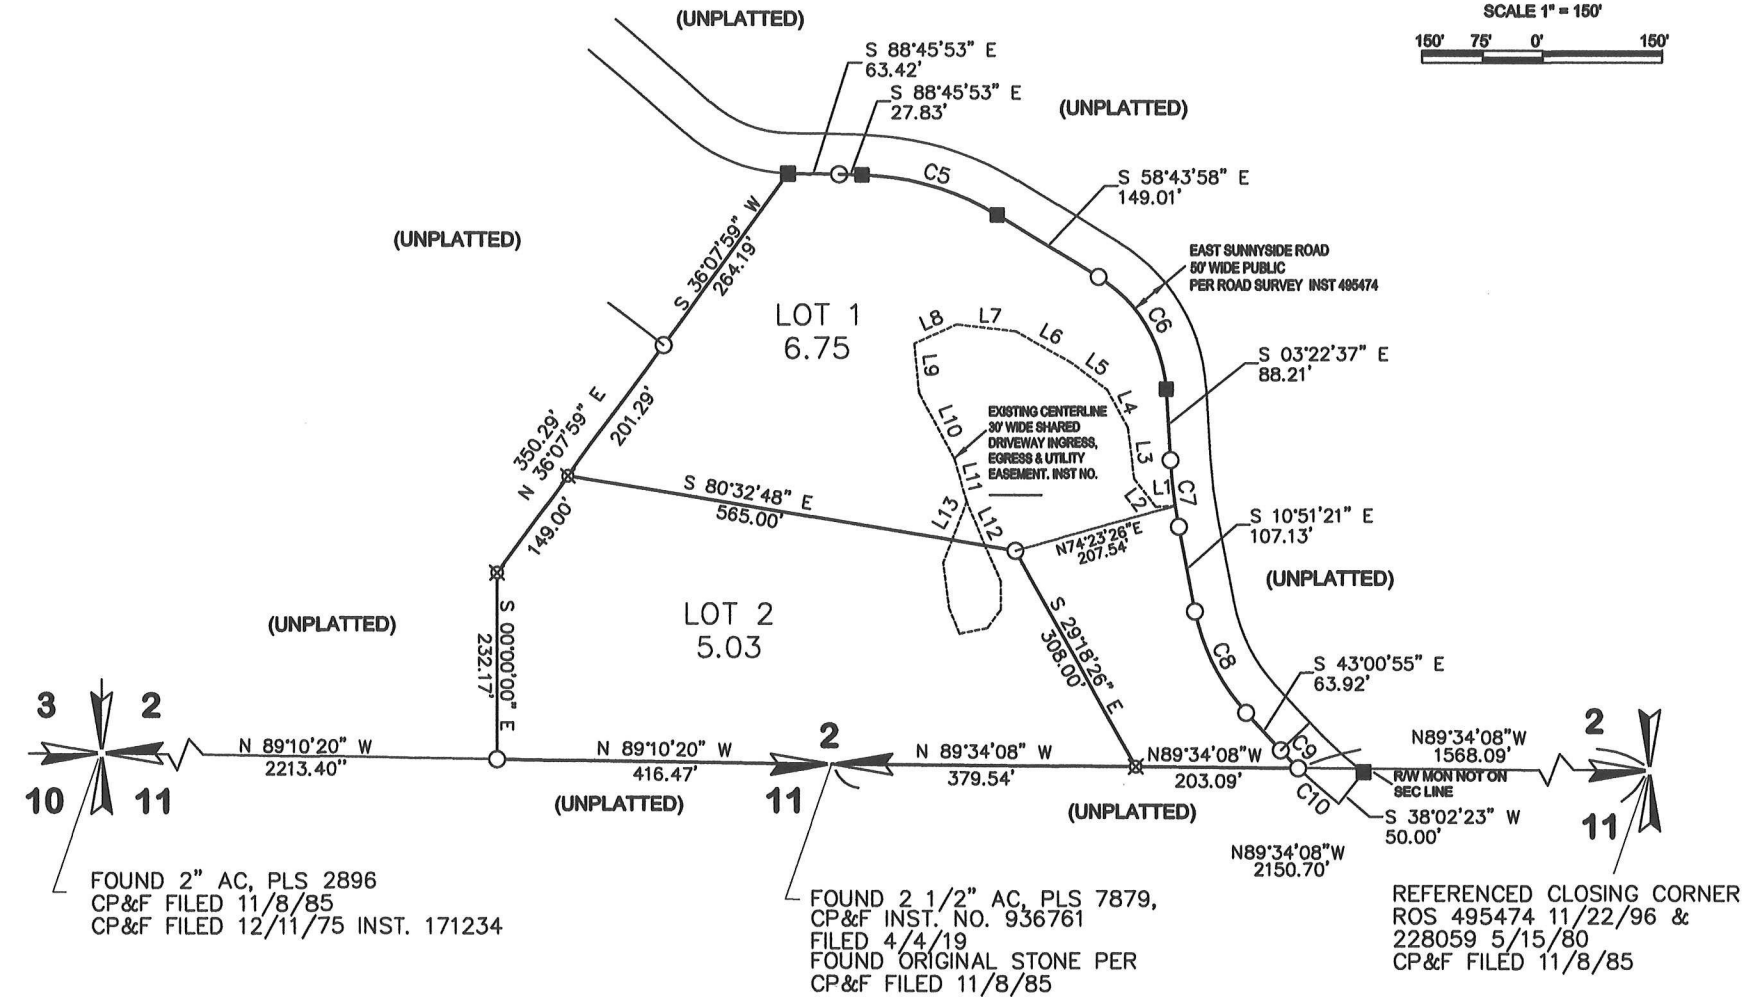 (UNPLATTED)
SCALE 1" = 150'
150' 75' 0' 150'
S 88°45'53" E
63.42'
S 88°45'53" E
27.83'
(UNPLATTED)
C5
S 58°43'58" E
149.01'
(UNPLATTED)
S 36°07'59" W
264.19'
EAST SUNNYSIDE ROAD
50' WIDE PUBLIC
PER ROAD SURVEY INST 495474
C6
LOT 1
6.75
L8
L7
L6
L5
L9
L4
S 03°22'37" E
88.21'
350.29'
N 36°07'59" E
201.29'
L10
EXISTING CENTERLINE
30' WIDE SHARED
DRIVEWAY INGRESS,
EGRESS & UTILITY
EASEMENT. INST NO.
L3
L11
L1
L2
C7
S 80°32'48" E
565.00'
L13
L12
N74°23'26"E
207.54'
S 10°51'21" E
107.13'
149.00'
(UNPLATTED)
LOT 2
5.03
(UNPLATTED)
S 00°00'00" E
232.17'
S 29°18'26" E
308.00'
C8
S 43°00'55" E
63.92'
3 2
10 11
N 89°10'20" W
2213.40"
N 89°10'20" W
416.47'
2
11
N 89°34'08" W
379.54'
N89°34'08"W
203.09'
C9
C10
N89°34'08"W
1568.09'
R/W MON NOT ON
SEC LINE
2
11
(UNPLATTED)
(UNPLATTED)
S 38°02'23" W
50.00'
N89°34'08"W
2150.70'
FOUND 2" AC, PLS 2896
CP&F FILED 11/8/85
CP&F FILED 12/11/75 INST. 171234
FOUND 2 1/2" AC, PLS 7879,
CP&F INST. NO. 936761
FILED 4/4/19
FOUND ORIGINAL STONE PER
CP&F FILED 11/8/85
REFERENCED CLOSING CORNER
ROS 495474 11/22/96 &
228059 5/15/80
CP&F FILED 11/8/85